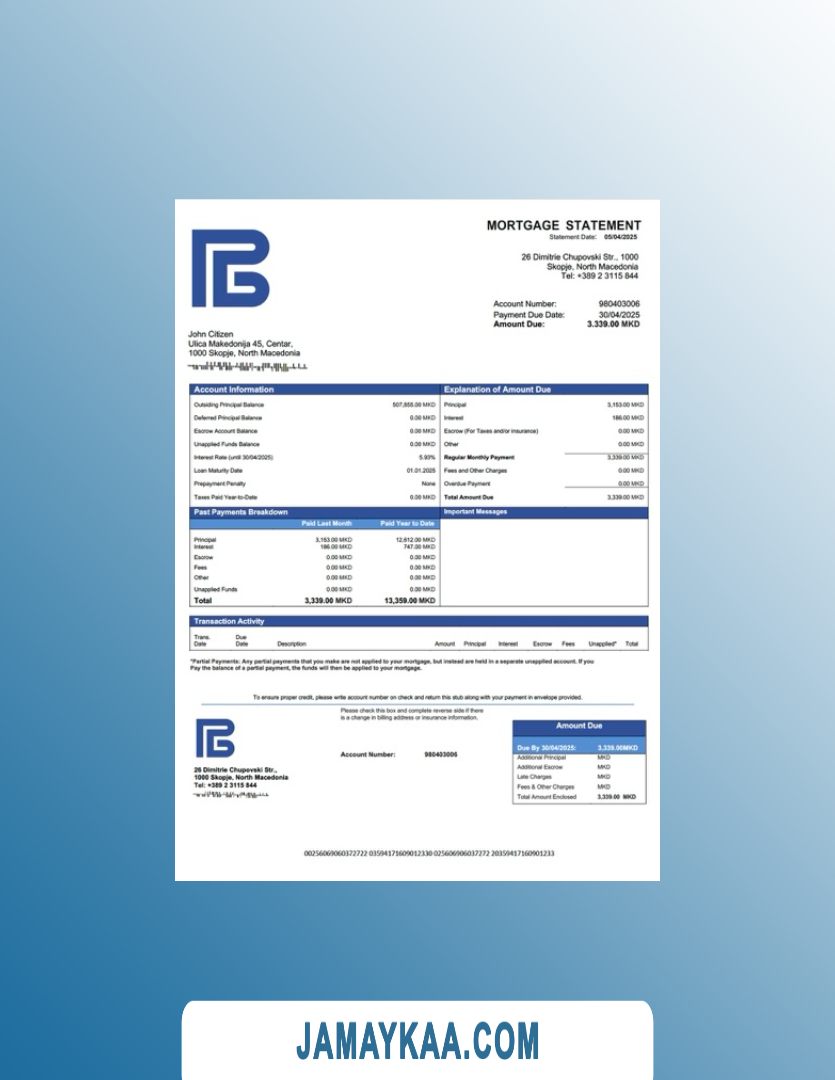 MORTGAGE STATEMENT
Statement Date: 05/04/2025
26 Dimitrie Chupovski Str., 1000
Skopje, North Macedonia
Tel: +389 2 3115 844
Account Number: 980403006
Payment Due Date: 30/04/2025
Amount Due: 3.339.00 MKD
John Citizen
Ulica Makedonija 45, Centar,
1000 Skopje, North Macedonia
Account Information
Outsiding Principal Balance 507,855.00 MKD
Deferred Principal Balance 0.00 MKD
Escrow Account Balance 0.00 MKD
Unapplied Funds Balance 0.00 MKD
Interest Rate (until 30/04/2025) 5.93%
Loan Maturity Date 01.01.2025
Prepayment Penalty None
Taxes Paid Year-to-Date 0.00 MKD
Explanation of Amount Due
Principal 3,153.00 MKD
Interest 186.00 MKD
Escrow (For Taxes and/or insurance) 0.00 MKD
Other 0.00 MKD
Regular Monthly Payment 3,339.00 MKD
Fees and Other Charges 0.00 MKD
Overdue Payment 0.00 MKD
Total Amount Due 3,339.00 MKD
Past Payments Breakdown
Paid Last Month Paid Year to Date
Principal 3,153.00 MKD 12,612.00 MKD
Interest 186.00 MKD 747.00 MKD
Escrow 0.00 MKD 0.00 MKD
Fees 0.00 MKD 0.00 MKD
Other 0.00 MKD 0.00 MKD
Unapplied Funds 0.00 MKD 0.00 MKD
Total 3,339.00 MKD 13,359.00 MKD
Important Messages
Transaction Activity
Trans. Date Due Date Description Amount Principal Interest Escrow Fees Unapplied* Total
*Partial Payments: Any partial payments that you make are not applied to your mortgage, but instead are held in a separate unapplied account. If you
Pay the balance of a partial payment, the funds will then be applied to your mortgage.
To ensure proper credit, please write account number on check and return this stub along with your payment in envelope provided.
Please check this box and complete reverse side if there
is a change in billing address or insurance information.
Account Number: 980403006
26 Dimitrie Chupovski Str.,
1000 Skopje, North Macedonia
Tel: +389 2 3115 844
Amount Due
Due By 30/04/2025: 3,339.00MKD
Additional Principal MKD
Additional Escrow MKD
Late Charges MKD
Fees & Other Charges MKD
Total Amount Enclosed 3,339.00 MKD
00256069060372722 03594171609012330 025606906037272 20359417160901233
JAMAYKAA.COM